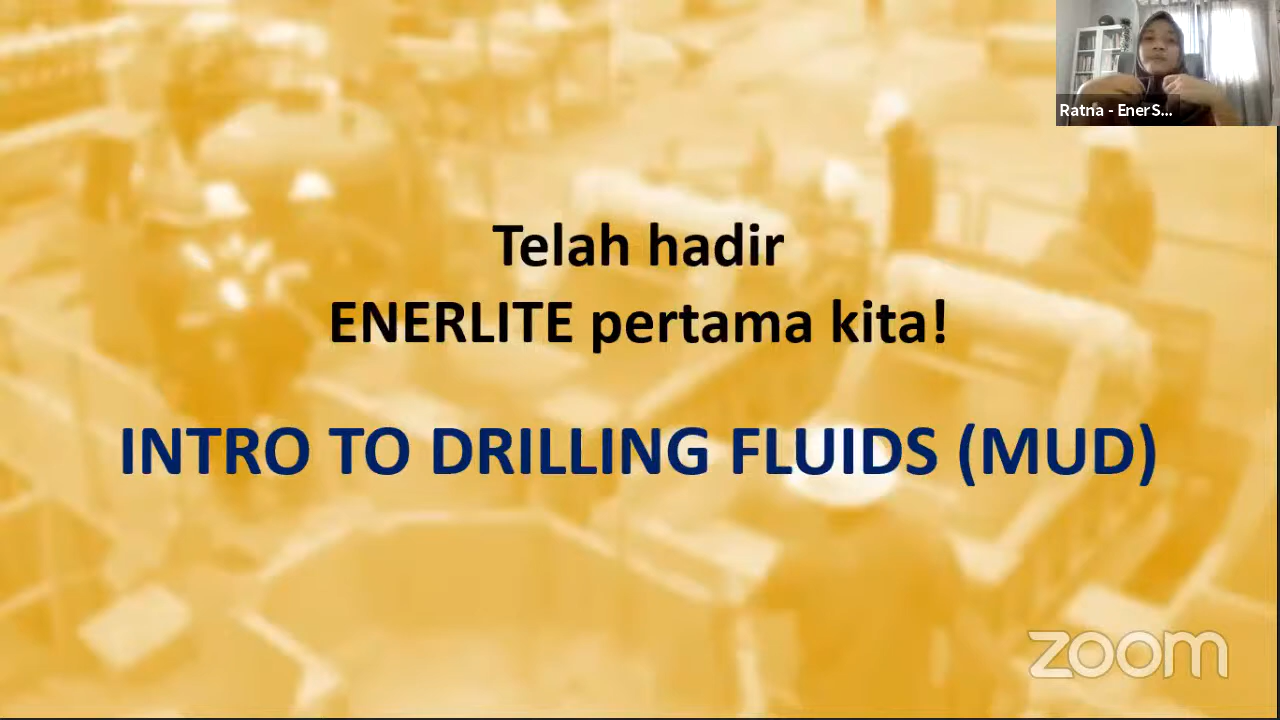 Ratna - EnerS...
Telah hadir
ENERLITE pertama kita!
INTRO TO DRILLING FLUIDS (MUD)
zoom